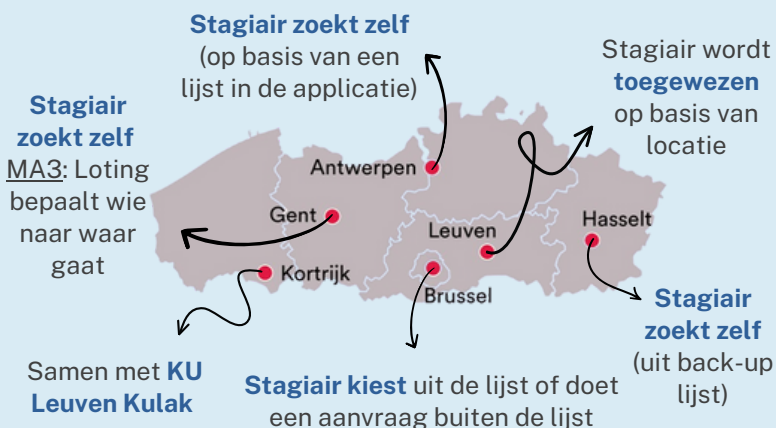 Stagiair zoekt zelf
(op basis van een
lijst in de applicatie)
Stagiair wordt
toegewezen
op basis van
locatie
Stagiair
zoekt zelf
MA3: Loting
bepaalt wie
naar waar
gaat
Antwerpen
Gent
Leuven
Hasselt
Kortrijk
Brussel
Samen met KU
Leuven Kulak
Stagiair kiest uit de lijst of doet
een aanvraag buiten de lijst
Stagiair
zoekt zelf
(uit back-up
lijst)